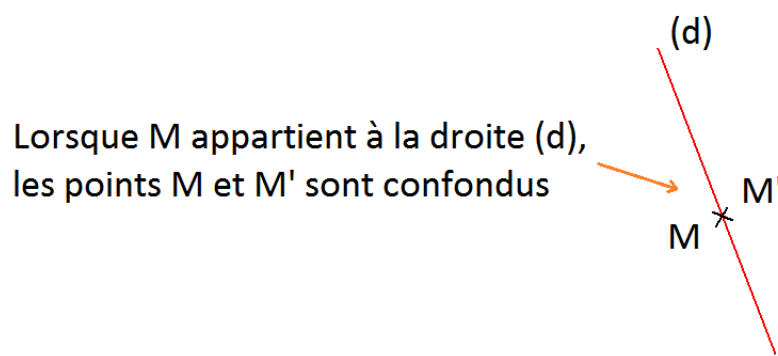 (d)
Lorsque M appartient à la droite (d),
les points M et M' sont confondus
M'
M